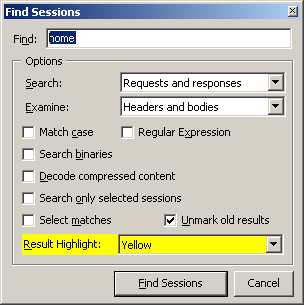 Find Sessions
Find: home
Options
Search: Requests and responses
Examine: Headers and bodies
Match case Regular Expression
Search binaries
Decode compressed content
Search only selected sessions
Select matches Unmark old results
Result Highlight: Yellow
Find Sessions Cancel